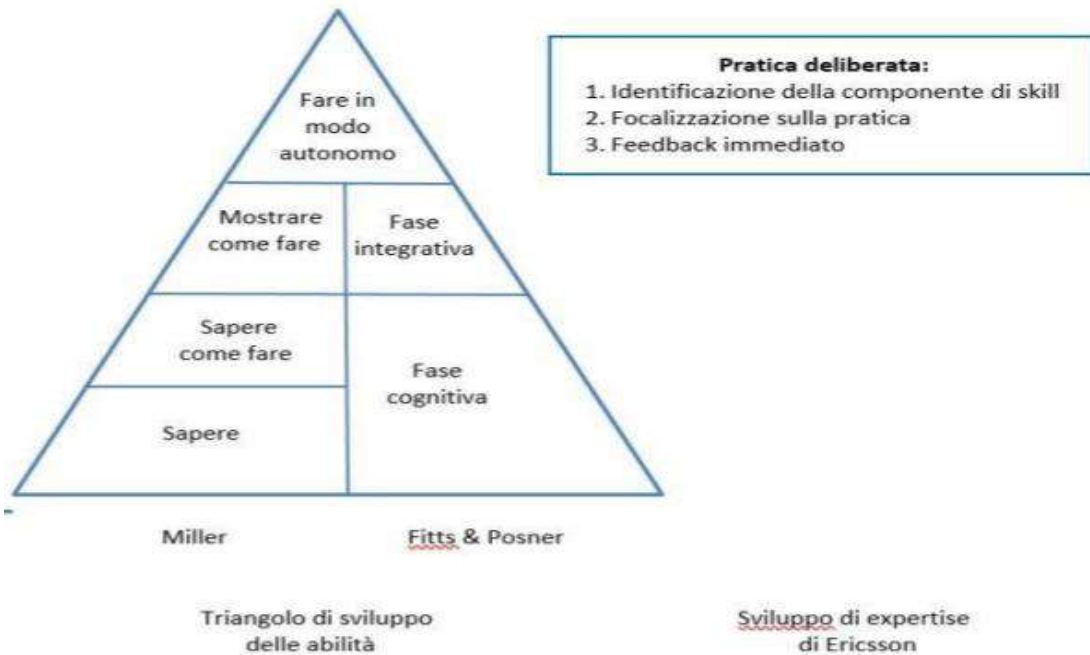 Fare in
modo
autonomo
Mostrare
come fare
Fase
integrativa
Sapere
come fare
Fase
cognitiva
Sapere
Miller
Fitts & Posner
Triangolo di sviluppo
delle abilità
Pratica deliberata:
1. Identificazione della componente di skill
2. Focalizzazione sulla pratica
3. Feedback immediato
Sviluppo di expertise
di Ericsson